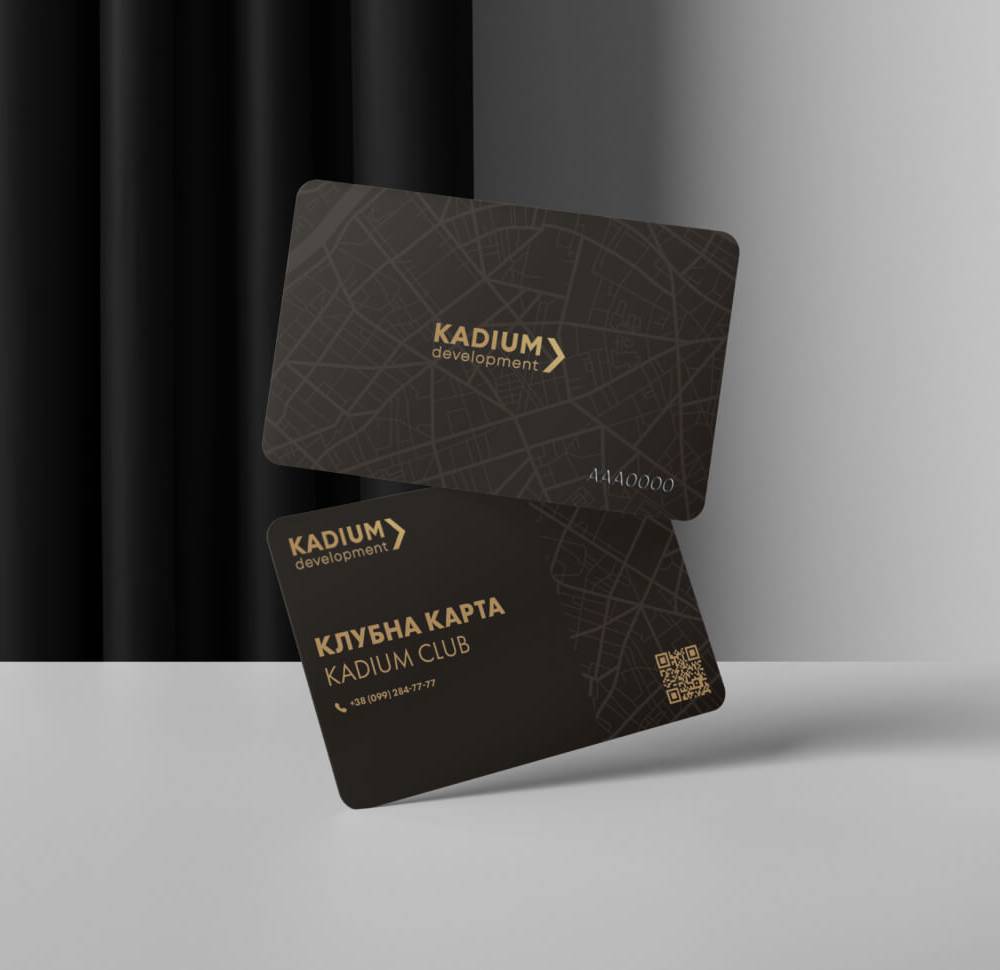 KADIUM
development
AAA0000
KADIUM
development
КЛУБНА КАРТА
KADIUM CLUB
+38 (099) 284-77-77